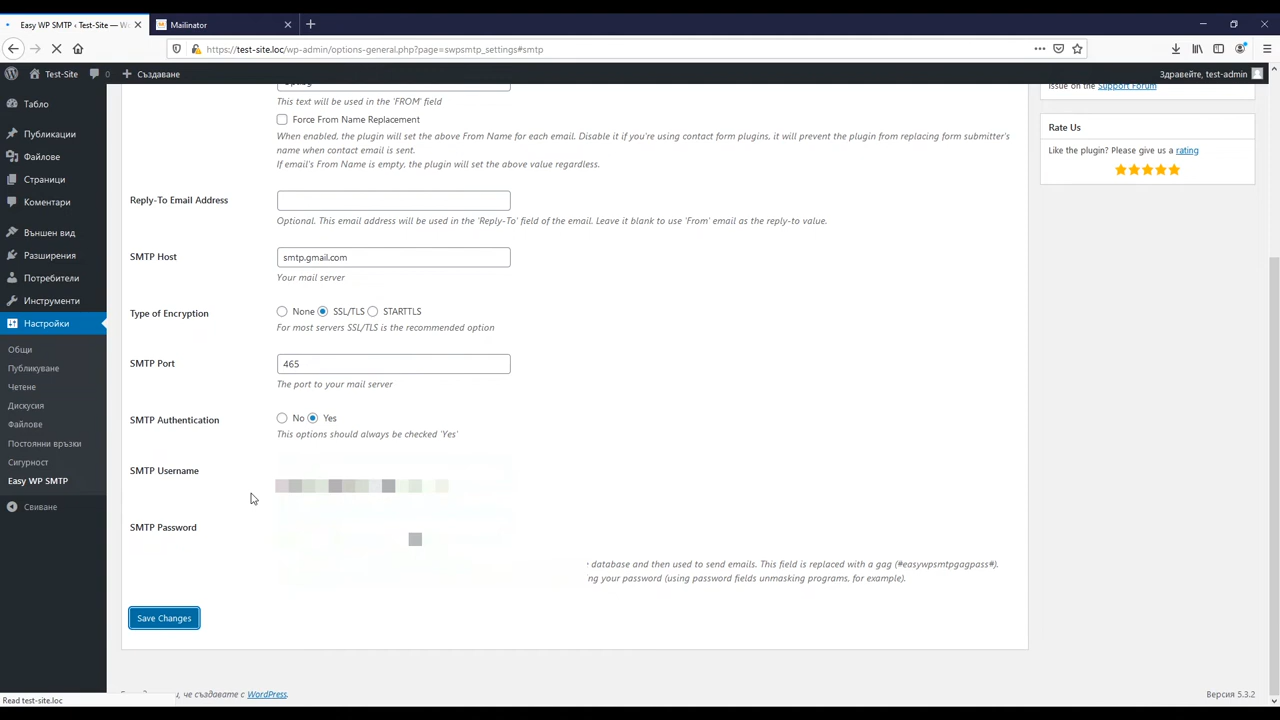 Easy WP SMTP ‹ Test-Site — W
Mailinator
https://test-site.loc/wp-admin/options-general.php?page=swpsmtp_settings#smtp
Test-Site
0
Създаване
Здравейте, test-admin
Табло
Публикации
Файлове
Страници
Коментари
Външен вид
Разширения
Потребители
Инструменти
Настройки
Общи
Публикуване
Четене
Дискусия
Файлове
Постоянни връзки
Сигурност
Easy WP SMTP
Свиване
This text will be used in the 'FROM' field
Force From Name Replacement
When enabled, the plugin will set the above From Name for each email. Disable it if you're using contact form plugins, it will prevent the plugin from replacing form submitter's
name when contact email is sent.
If email's From Name is empty, the plugin will set the above value regardless.
Reply-To Email Address
Optional. This email address will be used in the 'Reply-To' field of the email. Leave it blank to use 'From' email as the reply-to value.
SMTP Host
smtp.gmail.com
Your mail server
Type of Encryption
None SSL/TLS STARTTLS
For most servers SSL/TLS is the recommended option
SMTP Port
465
The port to your mail server
SMTP Authentication
No Yes
This options should always be checked 'Yes'
SMTP Username
SMTP Password
database and then used to send emails. This field is replaced with a gag (#easywpsmtpgagpass#).
ng your password (using password fields unmasking programs, for example).
Save Changes
issue on the Support Forum
Rate Us
Like the plugin? Please give us a rating
че създавате с WordPress.
Версия 5.3.2
Read test-site.loc